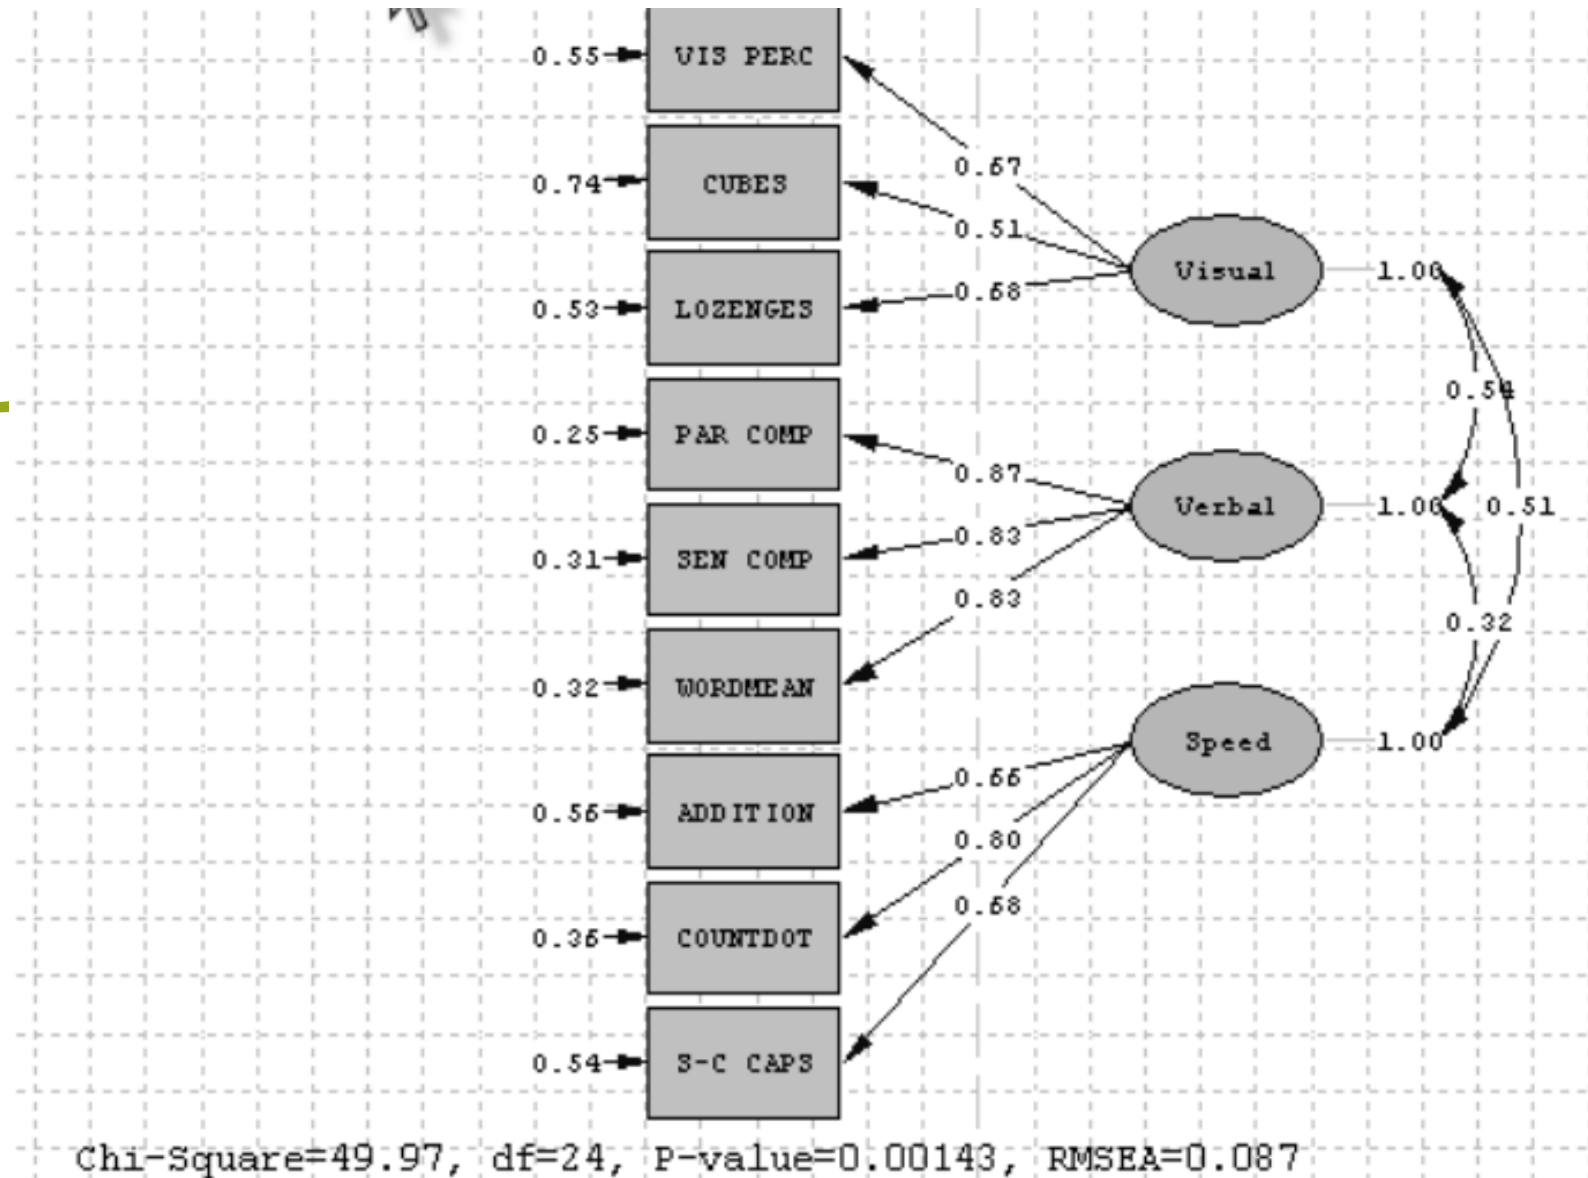 0.55 VIS PERC
0.67
0.74 CUBES
0.51
Visual 1.00
0.53 LOZENGES
0.68
0.54
0.25 PAR COMP
0.87
Verbal 1.00 0.51
0.31 SEN COMP
0.83
0.83
0.32
0.32 WORDMEAN
Speed 1.00
0.66
0.56 ADDITION
0.80
0.68
0.36 COUNTDOT
0.54 S-C CAPS
Chi-Square=49.97, df=24, P-value=0.00143, RMSEA=0.087